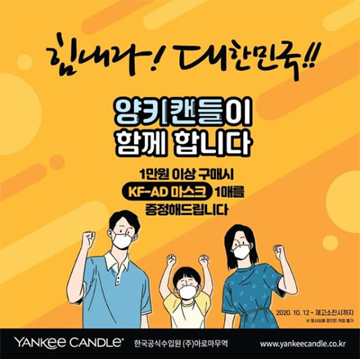 힘내라! 대한민국!!
양키캔들이
함께 합니다
1만원 이상 구매시
KF-AD 마스크 1매를
증정해드립니다
2020. 10. 12 ~ 재고소진시까지
YANKEE CANDLE® 한국공식수입원 (주)아로마무역 www.yankeecandle.co.kr